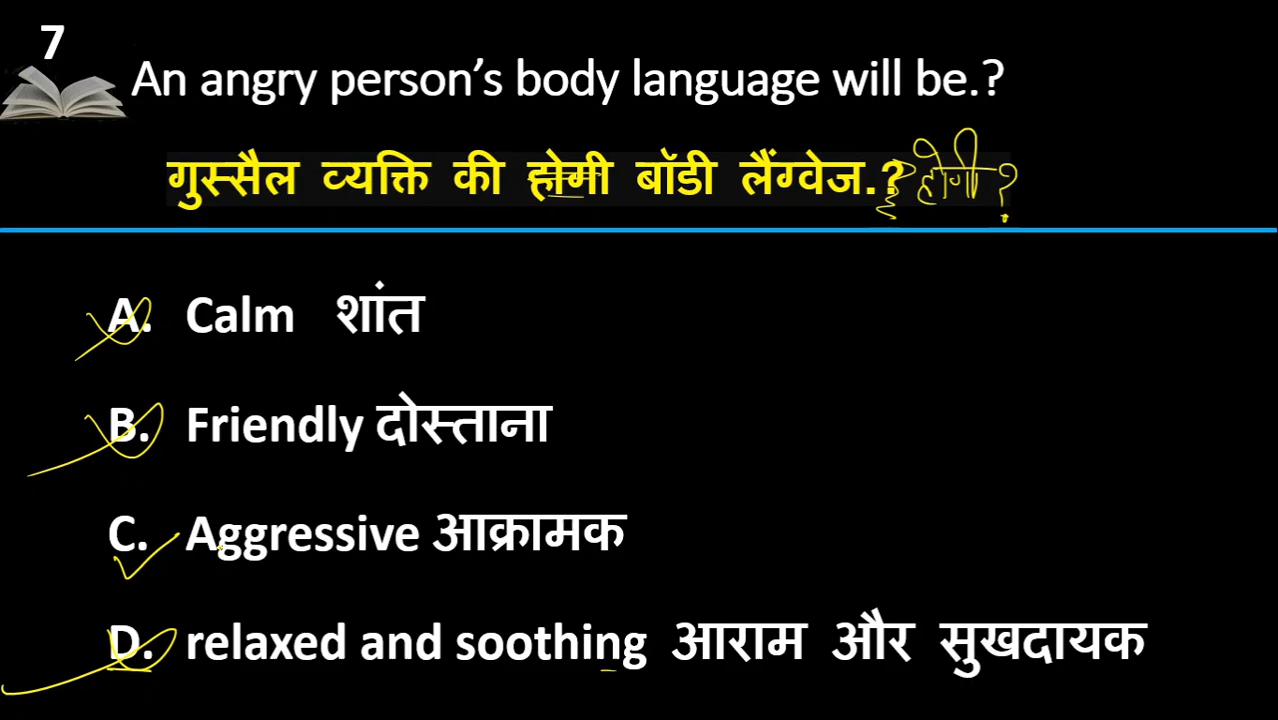 7
An angry person's body language will be.?
गुस्सैल व्यक्ति की होगी बॉडी लैंग्वेज.? होगी ?
A. Calm शांत
B. Friendly दोस्ताना
C. Aggressive आक्रामक
D. relaxed and soothing आराम और सुखदायक